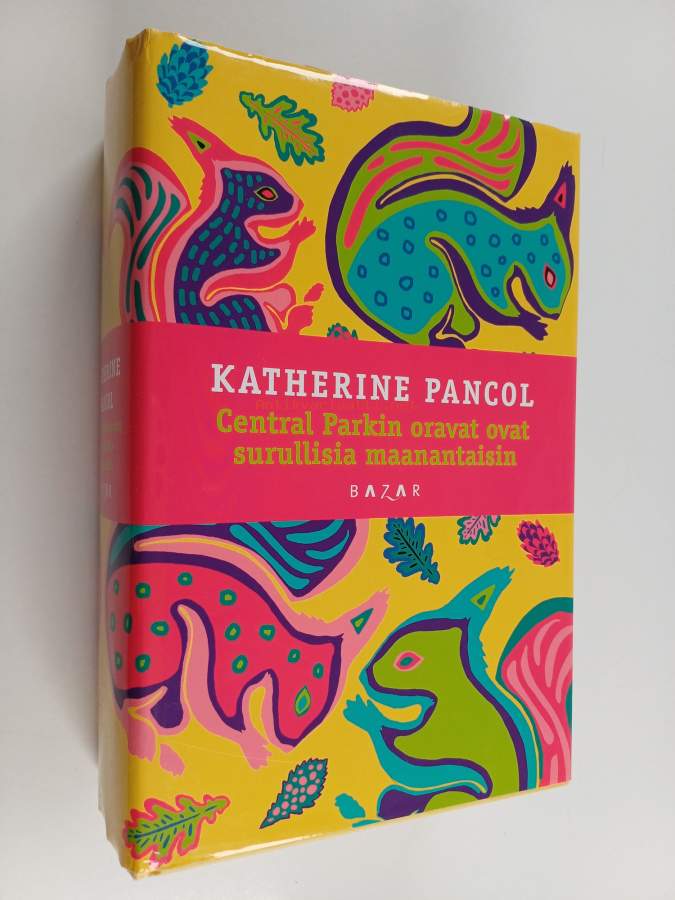 KATHERINE PANCOL
Central Parkin oravat ovat
surullisia maanantaisin
BAZAR